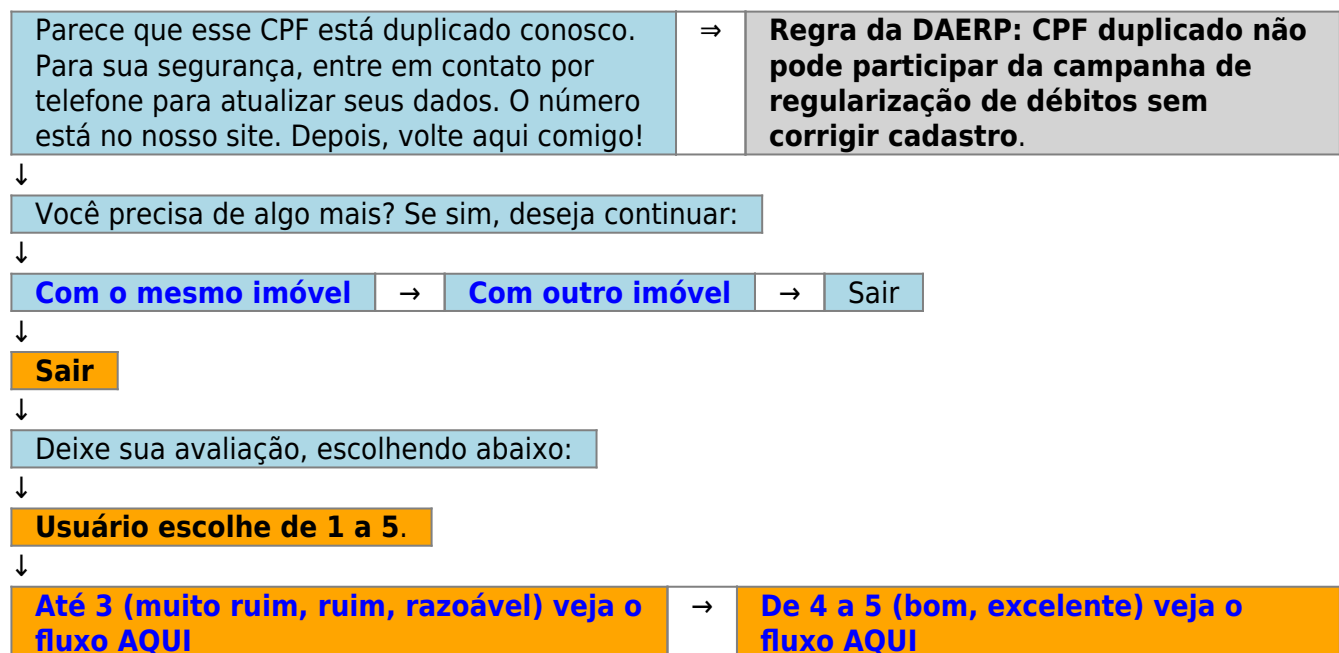 Parece que esse CPF está duplicado conosco. ⇒ Regra da DAERP: CPF duplicado não
Para sua segurança, entre em contato por pode participar da campanha de
telefone para atualizar seus dados. O número regularização de débitos sem
está no nosso site. Depois, volte aqui comigo! corrigir cadastro.
↓
Você precisa de algo mais? Se sim, deseja continuar:
↓
Com o mesmo imóvel → Com outro imóvel → Sair
↓
Sair
↓
Deixe sua avaliação, escolhendo abaixo:
↓
Usuário escolhe de 1 a 5.
↓
Até 3 (muito ruim, ruim, razoável) veja o → De 4 a 5 (bom, excelente) veja o
fluxo AQUI fluxo AQUI